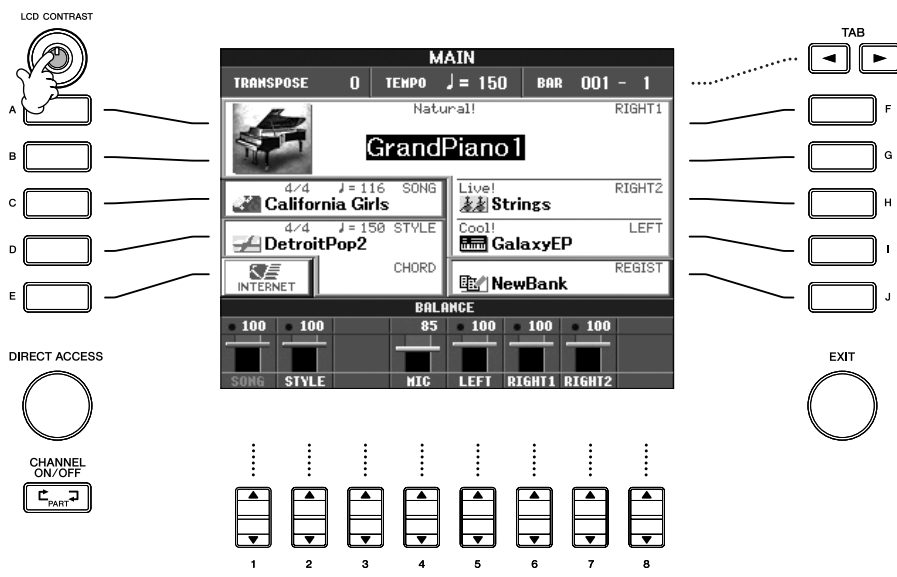 LCD CONTRAST
TAB
MAIN
TRANSPOSE 0 TEMPO ♩= 150 BAR 001 - 1
A
Natural! RIGHT1
F
GrandPiano1
B
G
4/4 ♩=116 SONG
California Girls
Live! RIGHT2
Strings
C
H
4/4 ♩=150 STYLE
DetroitPop2
Cool! LEFT
GalaxyEP
D
I
INTERNET
CHORD
REGIST
NewBank
E
J
BALANCE
100 100 85 100 100 100
SONG STYLE MIC LEFT RIGHT1 RIGHT2
DIRECT ACCESS
EXIT
CHANNEL
ON/OFF
PART
1 2 3 4 5 6 7 8